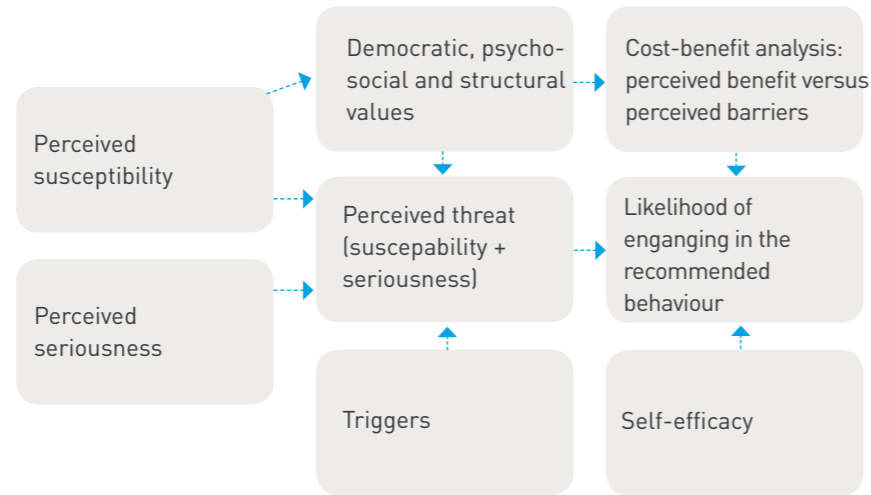 Perceived
susceptibility
Perceived
seriousness
Democratic, psycho-
social and structural
values
Perceived threat
(suscepability +
seriousness)
Triggers
Cost-benefit analysis:
perceived benefit versus
perceived barriers
Likelihood of
enganging in the
recommended
behaviour
Self-efficacy